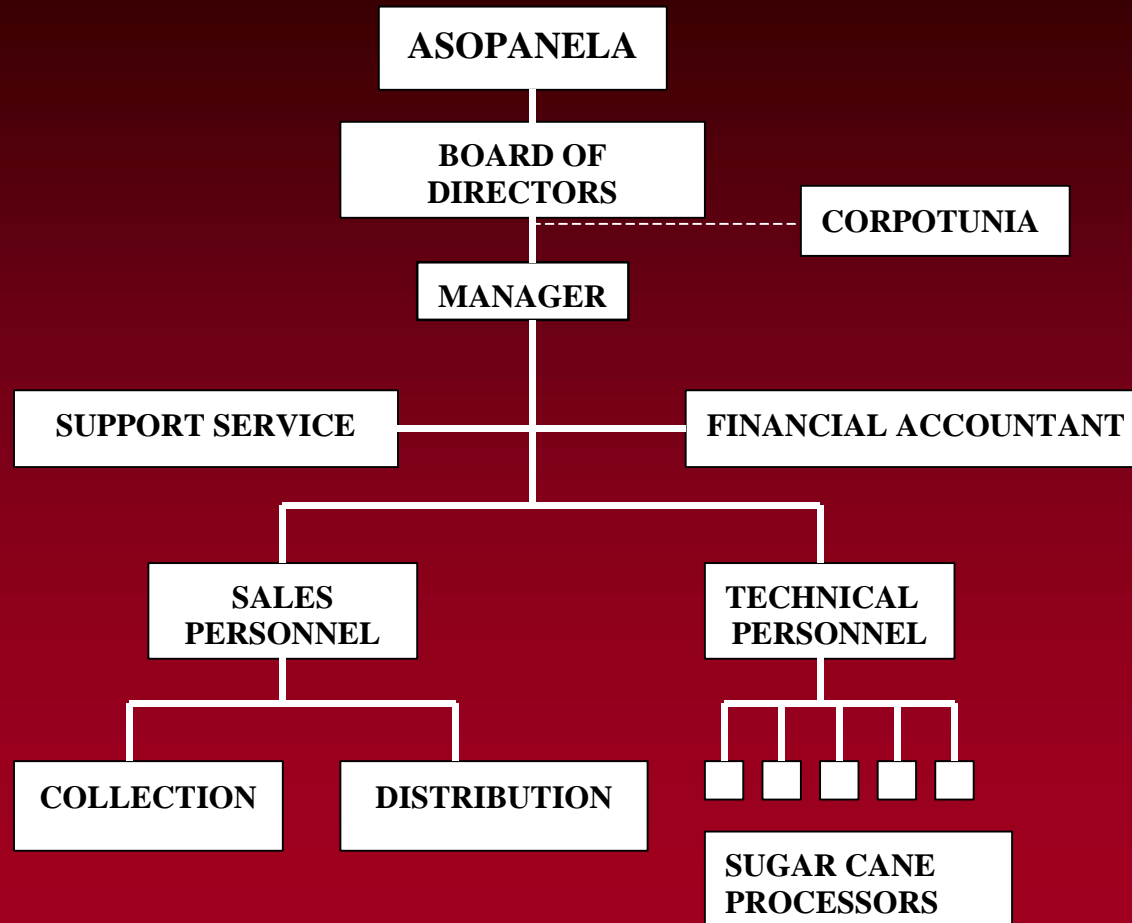 ASOPANELA
BOARD OF
DIRECTORS
CORPOTUNIA
MANAGER
SUPPORT SERVICE
FINANCIAL ACCOUNTANT
SALES
PERSONNEL
TECHNICAL
PERSONNEL
COLLECTION
DISTRIBUTION
SUGAR CANE
PROCESSORS